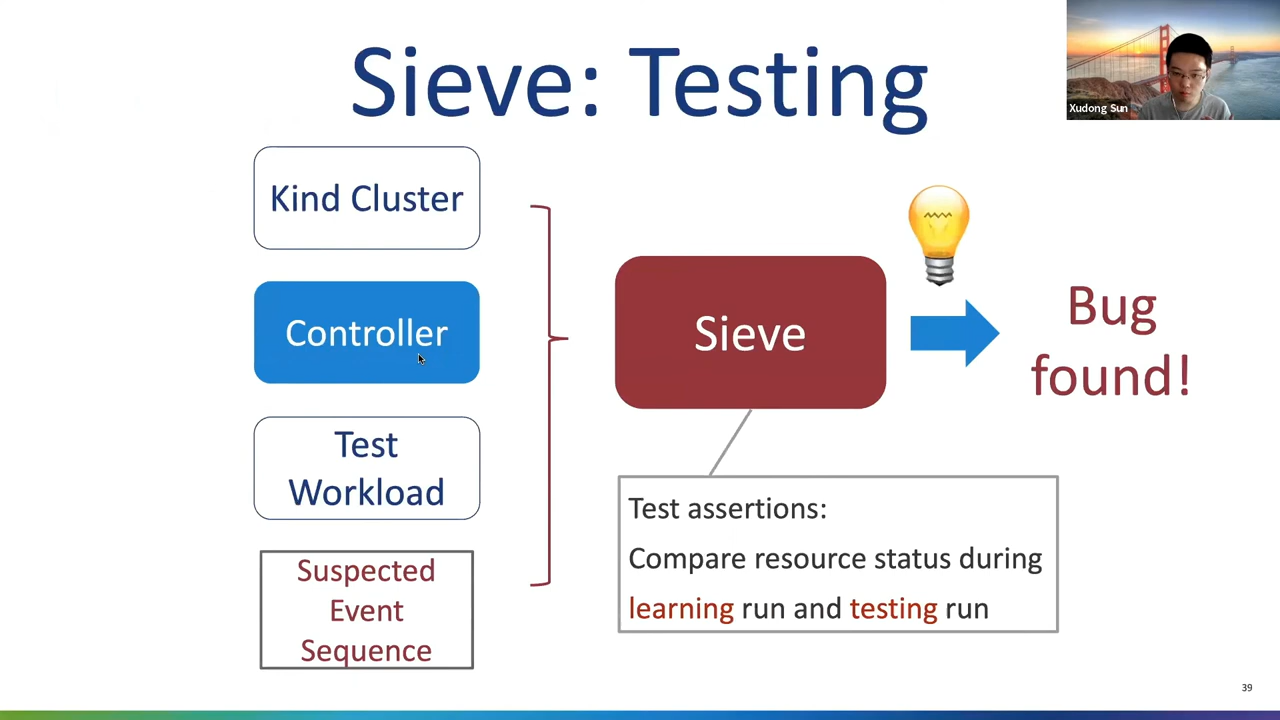 Sieve: Testing
Xudong Sun
Kind Cluster
Controller
Test
Workload
Suspected
Event
Sequence
Sieve
Bug
found!
Test assertions:
Compare resource status during
learning run and testing run
39